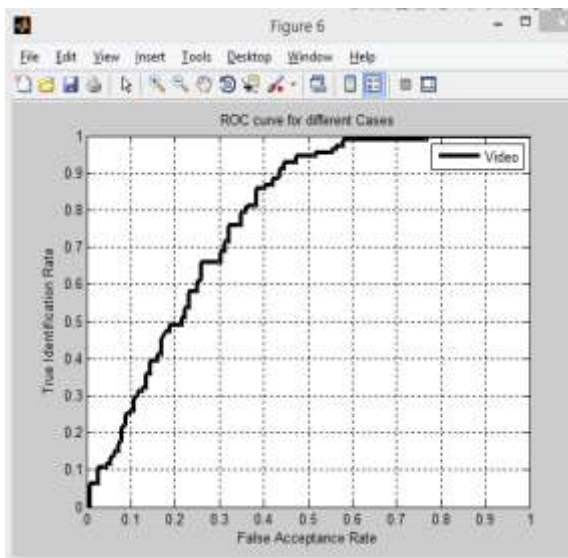 Figure 6
File Edit View Insert Tools Desktop Window Help
ROC curve for different Cases
Video
True Identification Rate
1
0.9
0.8
0.7
0.6
0.5
0.4
0.3
0.2
0.1
0
0 0.1 0.2 0.3 0.4 0.5 0.6 0.7 0.8 0.9 1
False Acceptance Rate